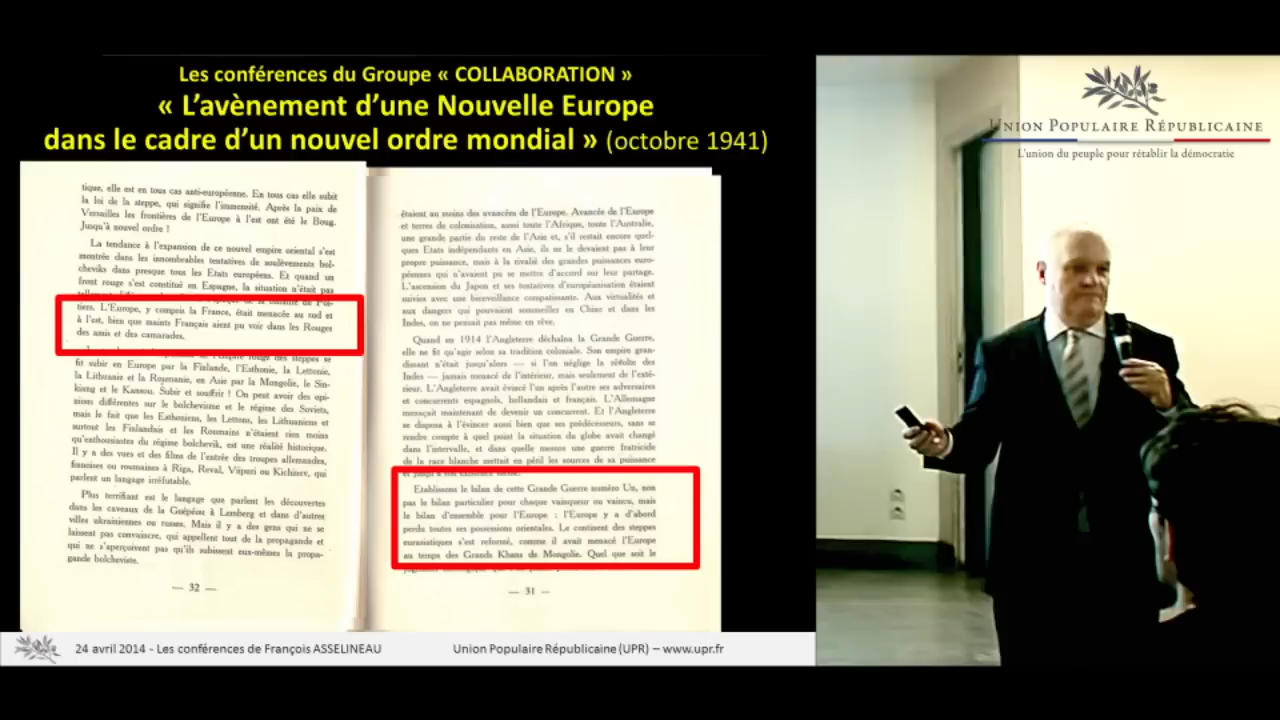 Les conférences du Groupe « COLLABORATION »
« L’avènement d’une Nouvelle Europe
dans le cadre d’un nouvel ordre mondial » (octobre 1941)
tique, elle est en tous cas anti-européenne. En tous cas elle subit
la loi de la steppe, qui signifie l'immensité. Après la paix de
Versailles les frontières de l'Europe à l'est ont été le Boug.
Jusqu'à nouvel ordre !
La tendance à l'expansion de ce nouvel empire oriental s'est
montrée dans les innombrables tentatives de soulèvements bol-
cheviks dans presque tous les Etats européens. Et quand un
front rouge s'est constitué en Espagne, la situation n'était pas
tiers. L'Europe, y compris la France, était menacée au sud et
à l'est, bien que maints Français aient pu voir dans les Rouges
des amis et des camarades.
l'Empire rouge des steppes se
fit subir en Europe par la Finlande, l'Esthonie, la Lettonie,
la Lithuanie et la Roumanie, en Asie par la Mongolie, le Sin-
kiang et le Kansou. Subir et souffrir ! On peut avoir des opi-
nions différentes sur le bolchevisme et le régime des Soviets,
mais le fait que les Esthoniens, les Lettons, les Lithuaniens et
surtout les Finlandais et les Roumains n'étaient rien moins
qu'enthousiastes du régime bolchevik, est une réalité historique.
Il y a des vues et des films de l'entrée des troupes allemandes,
finnoises ou roumaines à Riga, Reval, Viipuri ou Kichinev, qui
parlent un langage irréfutable.
Plus terrifiant est le langage que parlent les découvertes
dans les caveaux de la Guépéou à Lemberg et dans d'autres
villes ukrainiennes ou russes. Mais il y a des gens qui ne se
laissent pas convaincre, qui appellent tout de la propagande et
qui ne s'aperçoivent pas qu'ils subissent eux-mêmes la propa-
gande bolcheviste.
— 32 —
étaient au moins des avancées de l'Europe. Avancée de l'Europe
et terres de colonisation, aussi toute l'Afrique, toute l'Australie,
une grande partie du reste de l'Asie et, s'il restait encore quel-
ques Etats indépendants en Asie, ils ne le devaient pas à leur
propre puissance, mais à la rivalité des grandes puissances euro-
péennes qui n'avaient pu se mettre d'accord sur leur partage.
L'ascension du Japon et ses tentatives d'européanisation étaient
suivies avec une bienveillance compatissante. Aux virtualités et
aux dangers qui pouvaient sommeiller en Chine et dans les
Indes, on ne pensait pas même en rêve.
Quand en 1914 l'Angleterre déchaîna la Grande Guerre,
elle ne fit qu'agir selon sa tradition coloniale. Son empire gran-
dissant n'était jusqu'alors — si l'on néglige la révolte des
Indes — jamais menacé de l'intérieur, mais seulement de l'exté-
rieur. L'Angleterre avait évincé l'un après l'autre ses adversaires
et concurrents espagnols, hollandais et français. L'Allemagne
menaçait maintenant de devenir un concurrent. Et l'Angleterre
se disposa à l'évincer aussi bien que ses prédécesseurs, sans se
rendre compte à quel point la situation du globe avait changé
dans l'intervalle, et dans quelle mesure une guerre fratricide
de la race blanche mettait en péril les sources de sa puissance
Etablissons le bilan de cette Grande Guerre numéro Un, non
pas le bilan particulier pour chaque vainqueur ou vaincu, mais
le bilan d'ensemble pour l'Europe : l'Europe y a d'abord
perdu toutes ses possessions orientales. Le continent des steppes
eurasiatiques s'est reformé, comme il avait menacé l'Europe
au temps des Grands Khans de Mongolie. Quel que soit le
— 31 —
24 avril 2014 - Les conférences de François ASSELINEAU
Union Populaire Républicaine (UPR) – www.upr.fr
UNION POPULAIRE RÉPUBLICAINE
L'union du peuple pour rétablir la démocratie